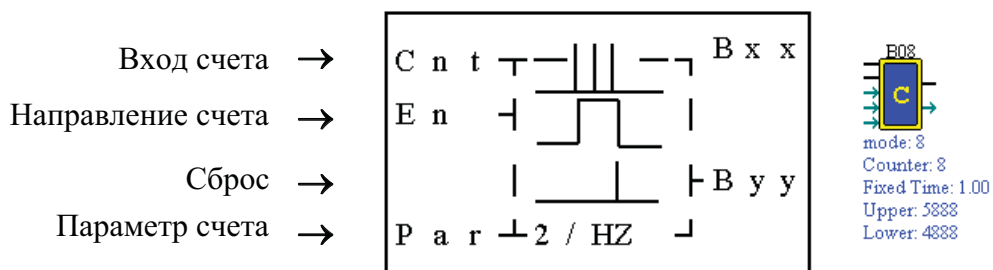 Вход счета →
Направление счета →
Сброс →
Параметр счета →
C n t
B x x
E n
B y y
P a r
2 / HZ
B08
C
mode: 8
Counter: 8
Fixed Time: 1.00
Upper: 5888
Lower: 4888